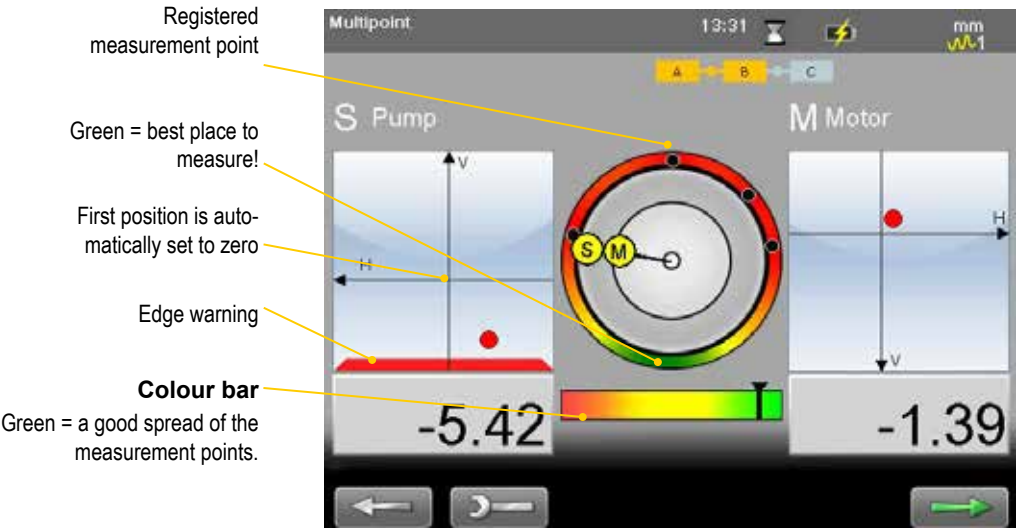 Registered
measurement point
Green = best place to
measure!
First position is auto-
matically set to zero
Edge warning
Colour bar
Green = a good spread of the
measurement points.
Multipoint
13:31
mm
1
A B C
S Pump
M Motor
V
H
S M
H
V
-5.42
-1.39